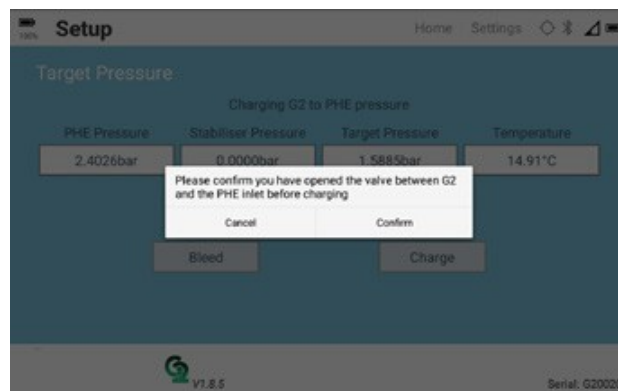 100%
Setup
Home Settings
Target Pressure
Charging G2 to PHE pressure
PHE Pressure Stabiliser Pressure Target Pressure Temperature
2.4026bar 0.0000bar 1.5885bar 14.91°C
Please confirm you have opened the valve between G2
and the PHE inlet before charging
Cancel Confirm
Bleed Charge
V1.8.5